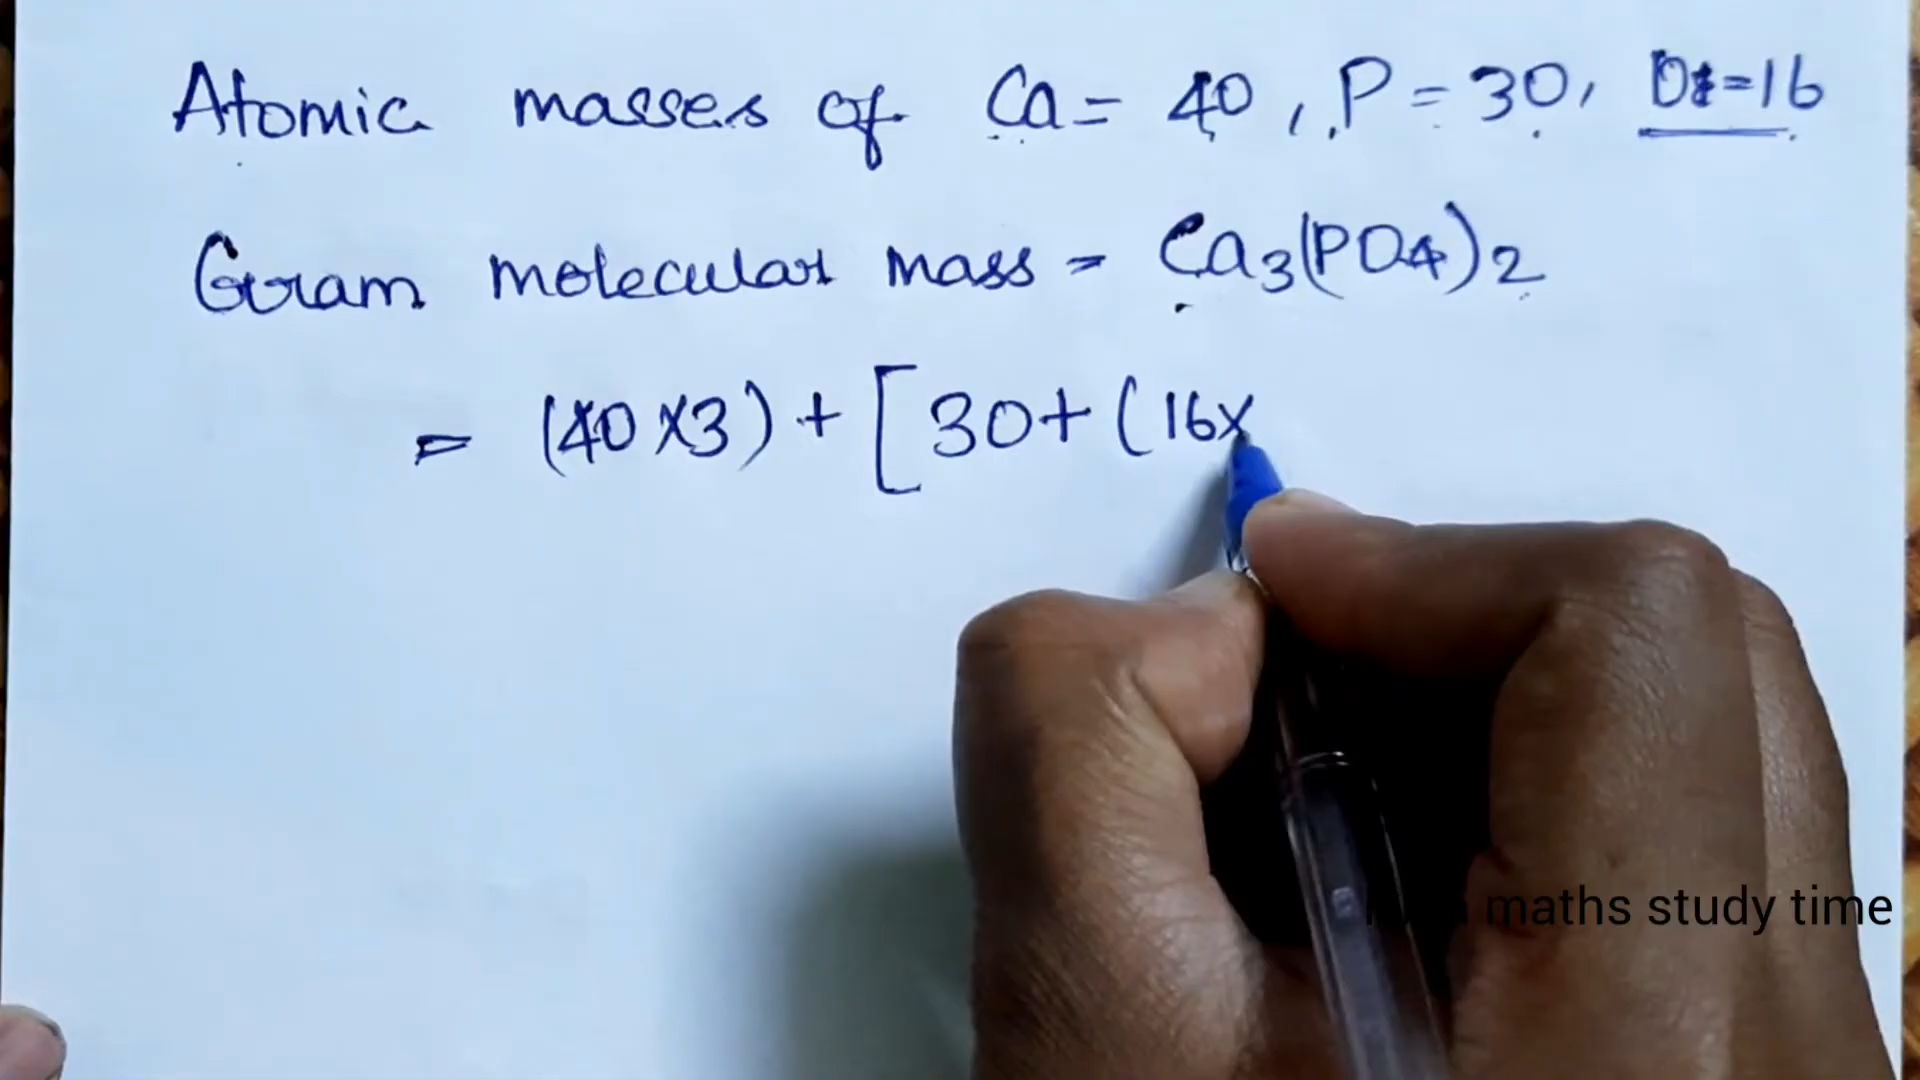 Atomic masses of Ca = 40, P = 30, O = 16
Gram molecular mass = Ca3(PO4)2
= (40 x 3) + [30 + (16x
maths study time